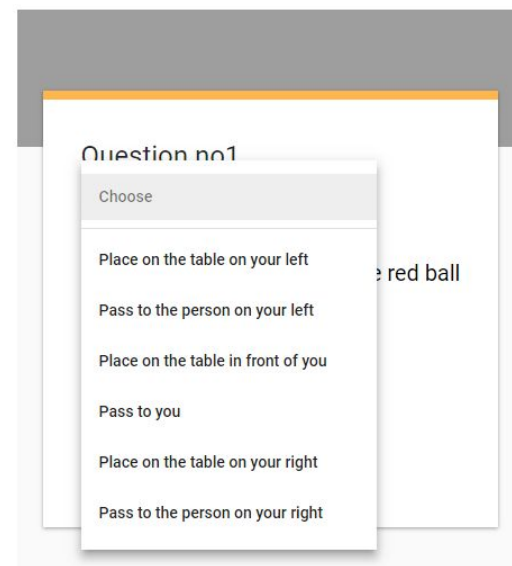 Question no1
Choose
Place on the table on your left
red ball
Pass to the person on your left
Place on the table in front of you
Pass to you
Place on the table on your right
Pass to the person on your right